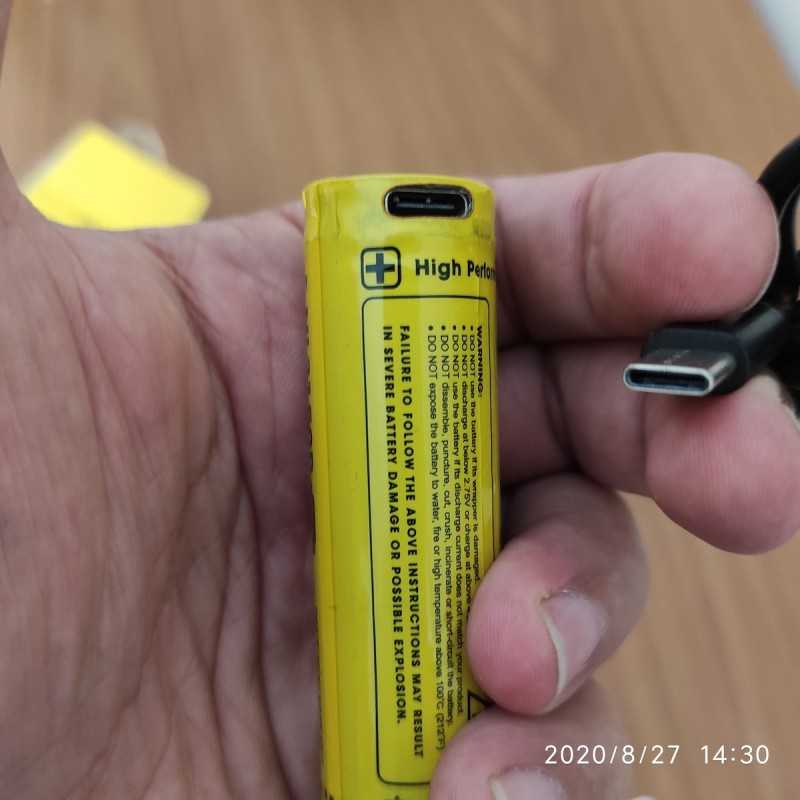 High Perfor
WARNING:
• DO NOT use the battery if its wrapper is damaged.
• DO NOT discharge at below 2.75V or charge at above
• DO NOT use the battery if its discharge current does not match your product.
• DO NOT dissemble, puncture, cut, crush, incinerate or short-circuit the battery.
• DO NOT expose the battery to water, fire or high temperature above 100°C (212°F)
FAILURE TO FOLLOW THE ABOVE INSTRUCTIONS MAY RESULT
IN SEVERE BATTERY DAMAGE OR POSSIBLE EXPLOSION.
2020/8/27 14:30